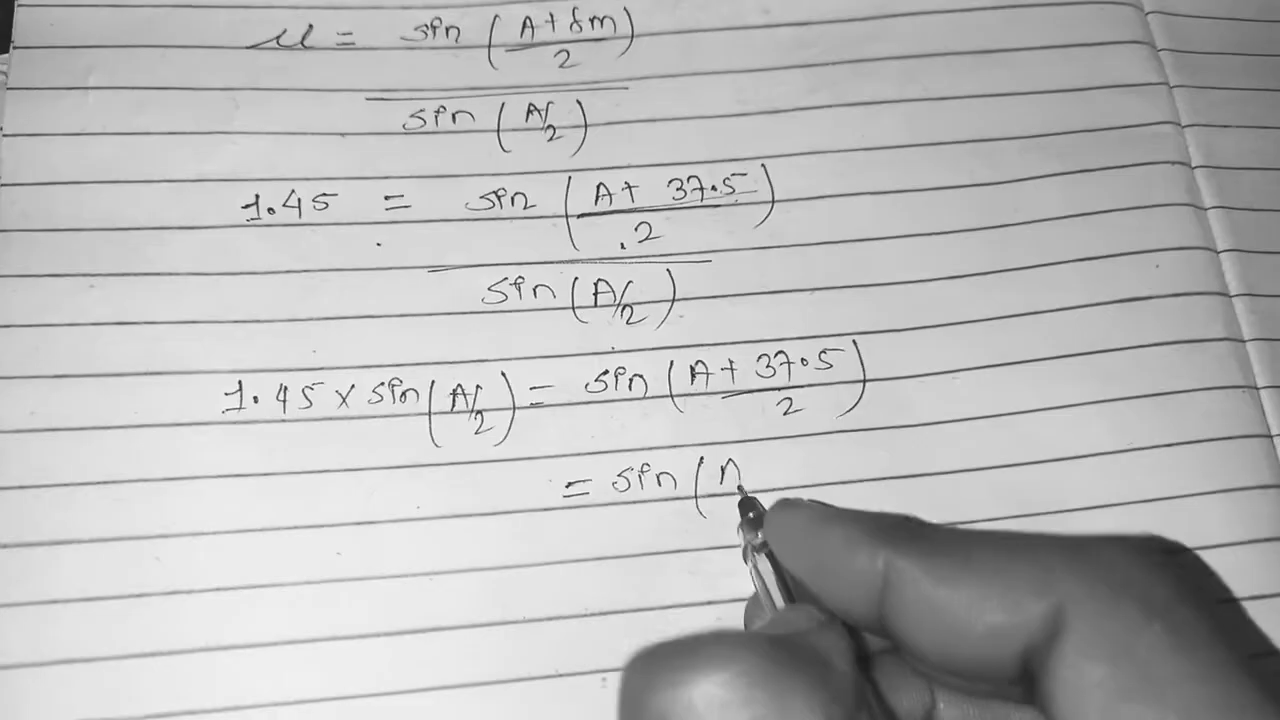 μ = sin (A + δm / 2)
sin (A/2)
1.45 = sin (A + 37.5 / 2)
sin (A/2)
1.45 × sin (A/2) = sin (A + 37.5 / 2)
= sin (